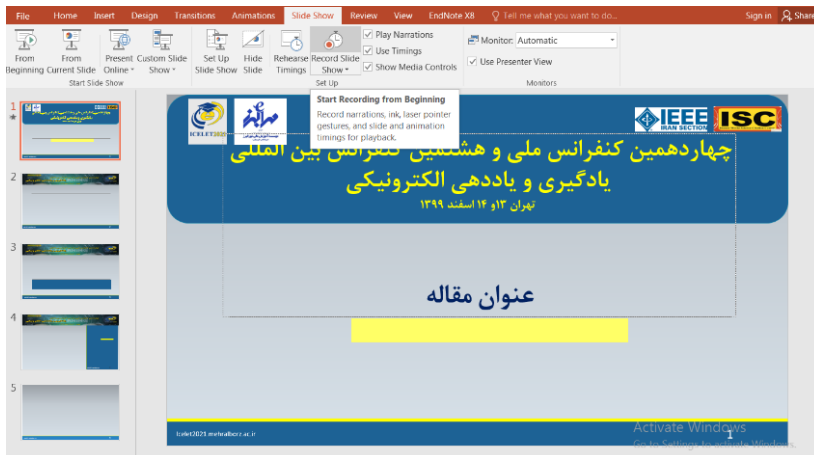 File Home Insert Design Transitions Animations Slide Show Review View EndNote X8 Tell me what you want to do... Sign in Share
From Beginning
From Current Slide
Present Online
Custom Slide Show
Set Up Slide Show
Hide Slide
Rehearse Timings
Record Slide Show
Play Narrations
Use Timings
Show Media Controls
Monitor: Automatic
Use Presenter View
Start Slide Show Set Up Monitors
Start Recording from Beginning
Record narrations, ink, laser pointer
gestures, and slide and animation
timings for playback.
1
2
3
4
5
ICELET2020
مهرالبرز
IEEE
IRAN SECTION
ISC
چهاردهمین کنفرانس ملی و هشتمین کنفرانس بین المللی
یادگیری و یاددهی الکترونیکی
تهران ۱۳و ۱۴ اسفند ۱۳۹۹
عنوان مقاله
Icelet2021.mehralborz.ac.ir
1
Activate Windows
Go to Settings to activate Windows.